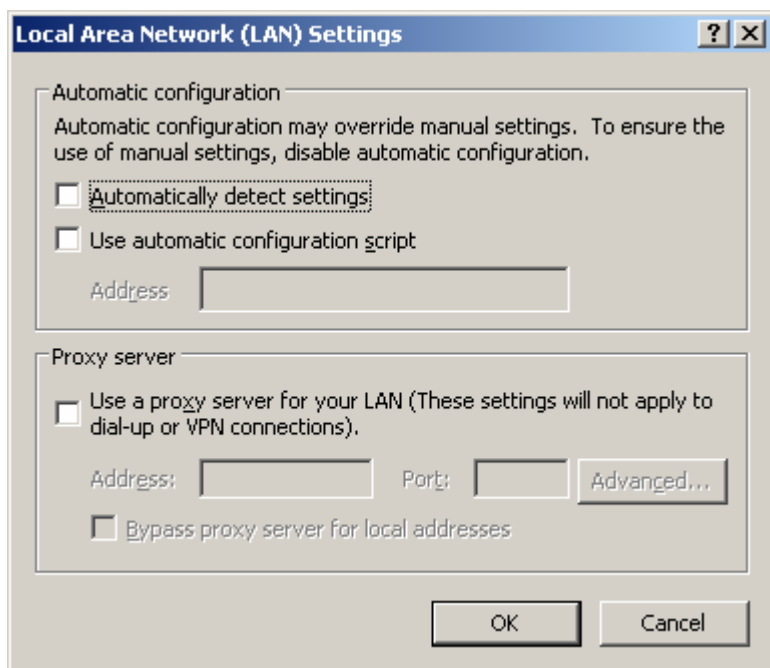 Local Area Network (LAN) Settings
Automatic configuration
Automatic configuration may override manual settings. To ensure the
use of manual settings, disable automatic configuration.
Automatically detect settings
Use automatic configuration script
Address
Proxy server
Use a proxy server for your LAN (These settings will not apply to
dial-up or VPN connections).
Address: Port: Advanced...
Bypass proxy server for local addresses
OK Cancel